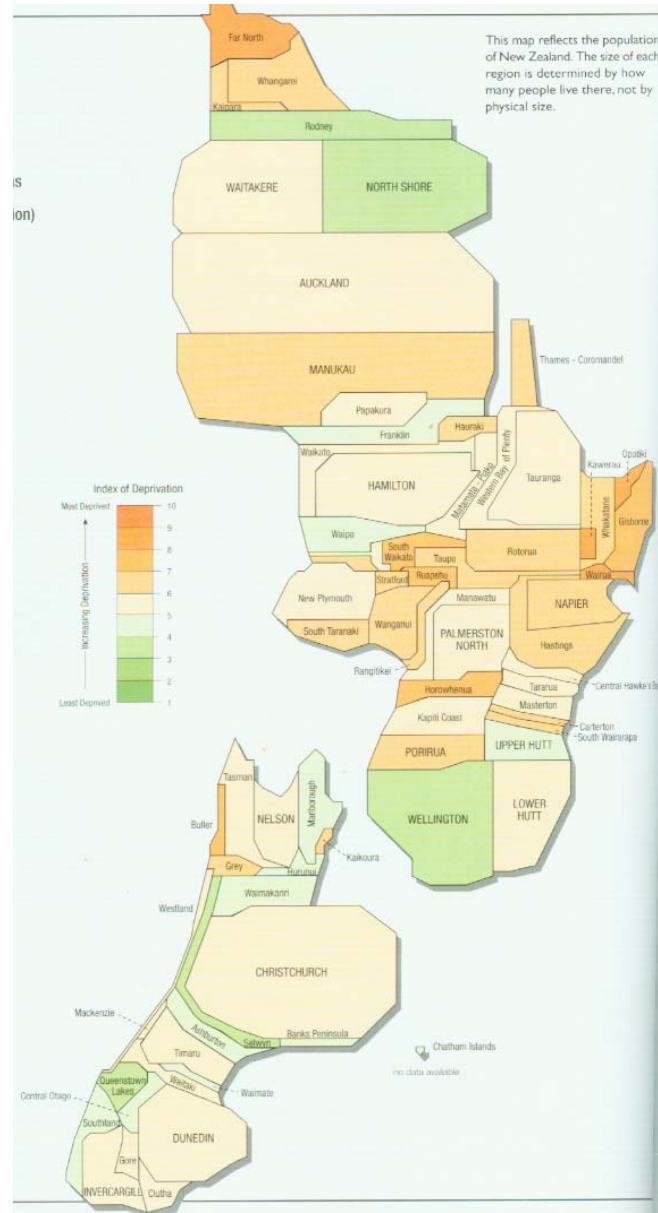 This map reflects the population
of New Zealand. The size of each
region is determined by how
many people live there, not by
physical size.
Far North
Whangarei
Kaipara
Rodney
WAITAKERE
NORTH SHORE
ion)
AUCKLAND
MANUKAU
Thames - Coromandel
Papakura
Franklin
Hauraki
Waikato
HAMILTON
Matamata - Piako
Western Bay of Plenty
Tauranga
Kawerau
Opotiki
Whakatane
Gisborne
Waipa
South
Waikato
Taupo
Rotorua
Wairoa
Stratford
Ruapehu
New Plymouth
Manawatu
NAPIER
South Taranaki
Wanganui
PALMERSTON
NORTH
Hastings
Rangitikei
Central Hawke's B
Tararua
Horowhenua
Masterton
Kapiti Coast
Carterton
South Wairarapa
PORIRUA
UPPER HUTT
WELLINGTON
LOWER
HUTT
Index of Deprivation
Most Deprived
10
9
8
7
6
5
4
3
2
1
Increasing Deprivation
Least Deprived
Tasman
NELSON
Marlborough
Buller
Kaikoura
Grey
Hurunui
Waimakariri
Westland
CHRISTCHURCH
Mackenzie
Ashburton
Selwyn
Banks Peninsula
Timaru
Chatham Islands
no data available
Queenstown
Lakes
Waitaki
Waimate
Central Otago
Southland
DUNEDIN
Gore
INVERCARGILL
Clutha